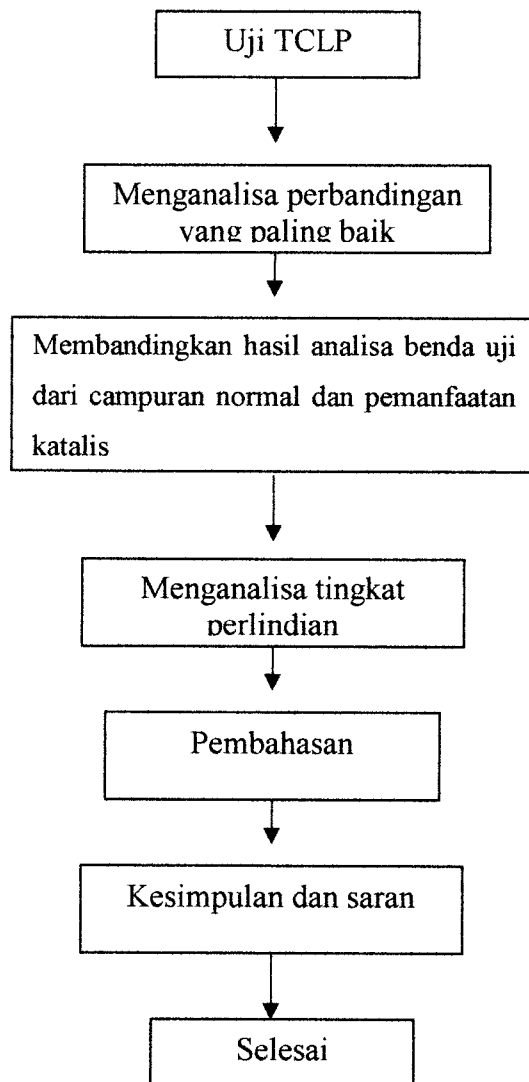 Uji TCLP
Menganalisa perbandingan
yang paling baik
Membandingkan hasil analisa benda uji
dari campuran normal dan pemanfaatan
katalis
Menganalisa tingkat
perlindian
Pembahasan
Kesimpulan dan saran
Selesai